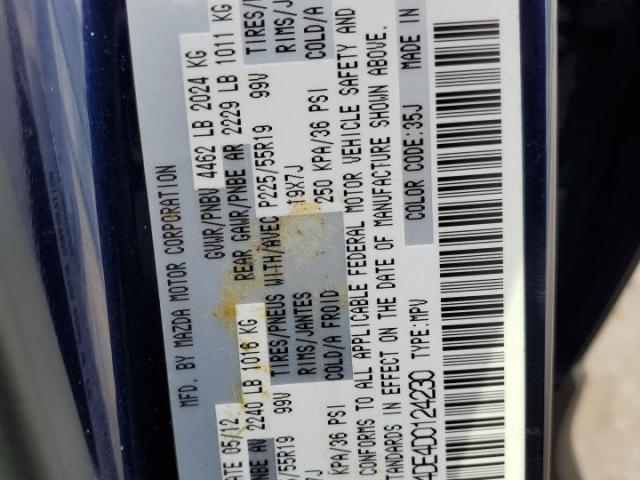 MFD. BY MAZDA MOTOR CORPORATION
DATE 05/12 GVWR/PNBV 4462 LB 2024 KG
PNBE AV 2240 LB 1016 KG REAR GAWR/PNBE AR 2229 LB 1011 KG
55R19 99V TIRES/PNEUS WITH/AVEC P225/55R19 99V TIRES/
7J RIMS/JANTES 19X7J RIMS/J
KPA/36 PSI COLD/A FROID 250 KPA/36 PSI COLD/A
CONFORMS TO ALL APPLICABLE FEDERAL MOTOR VEHICLE SAFETY AND
STANDARDS IN EFFECT ON THE DATE OF MANUFACTURE SHOWN ABOVE.
4DE4D0124230 TYPE:MPV COLOR CODE:35J MADE IN